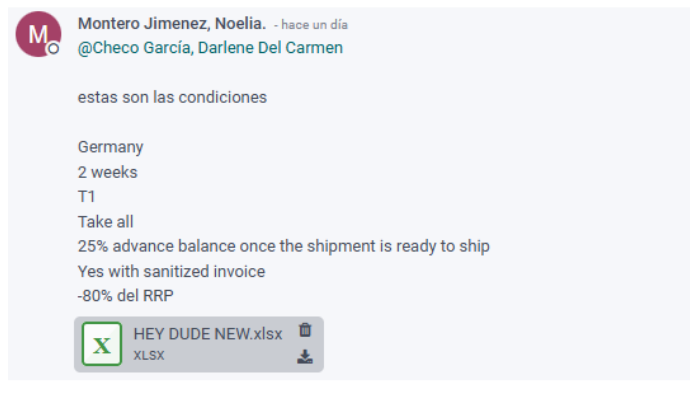 M
Montero Jimenez, Noelia. - hace un día
@Checo García, Darlene Del Carmen
estas son las condiciones
Germany
2 weeks
T1
Take all
25% advance balance once the shipment is ready to ship
Yes with sanitized invoice
-80% del RRP
X
HEY DUDE NEW.xlsx
XLSX